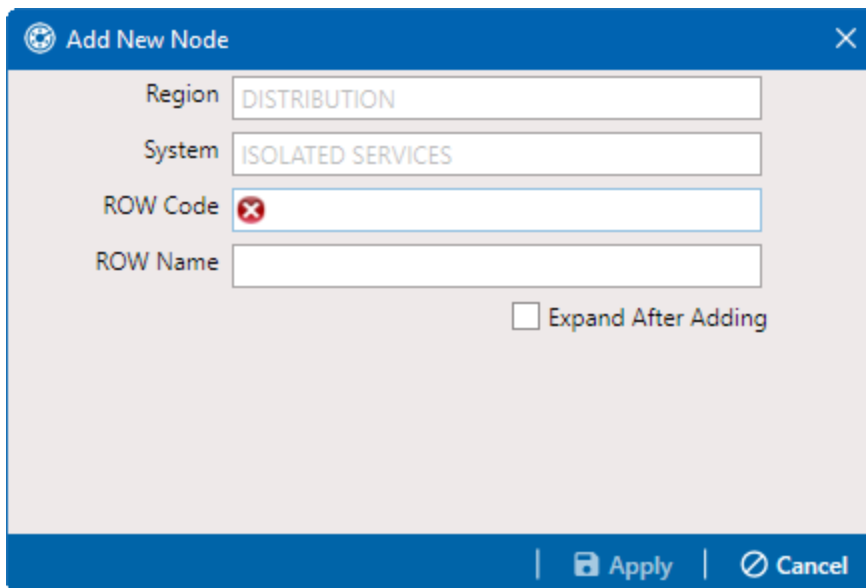 Add New Node
Region DISTRIBUTION
System ISOLATED SERVICES
ROW Code
ROW Name
Expand After Adding
Apply Cancel